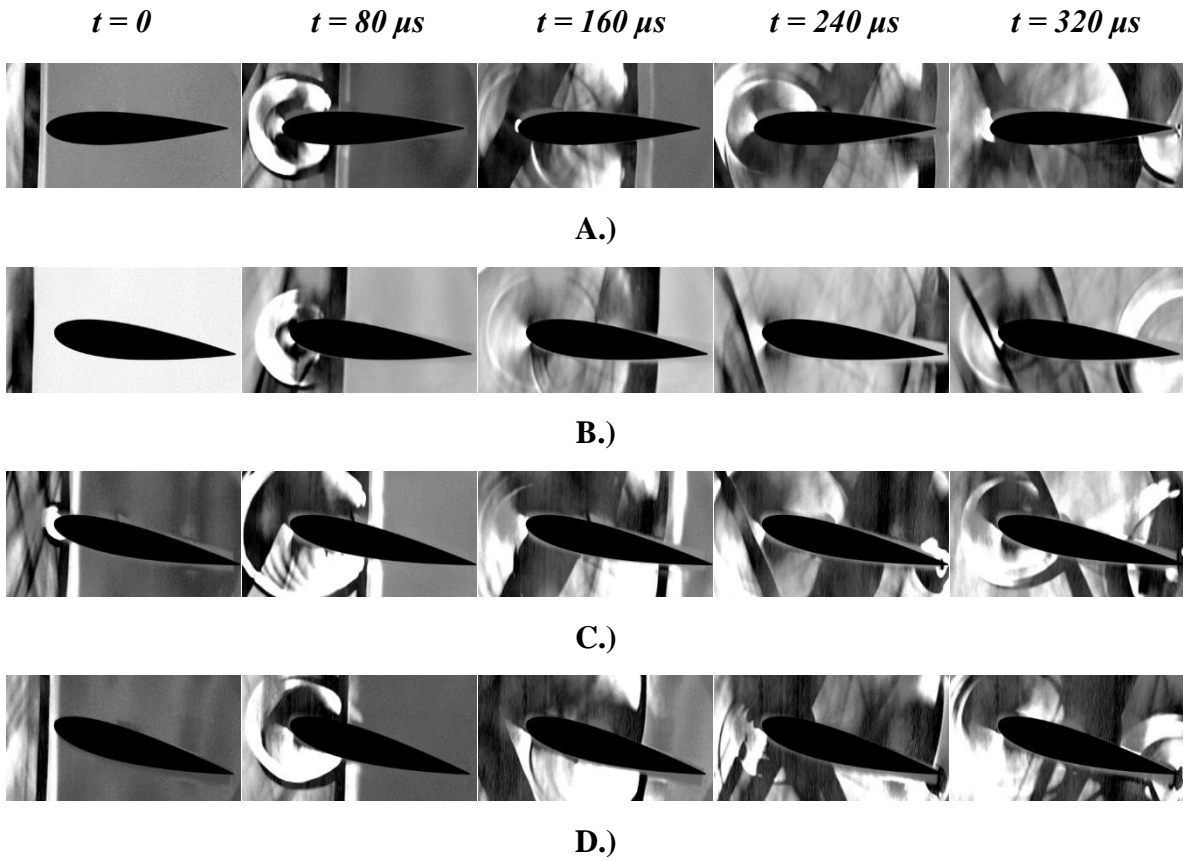 t = 0 t = 80 µs t = 160 µs t = 240 µs t = 320 µs
A.)
B.)
C.)
D.)